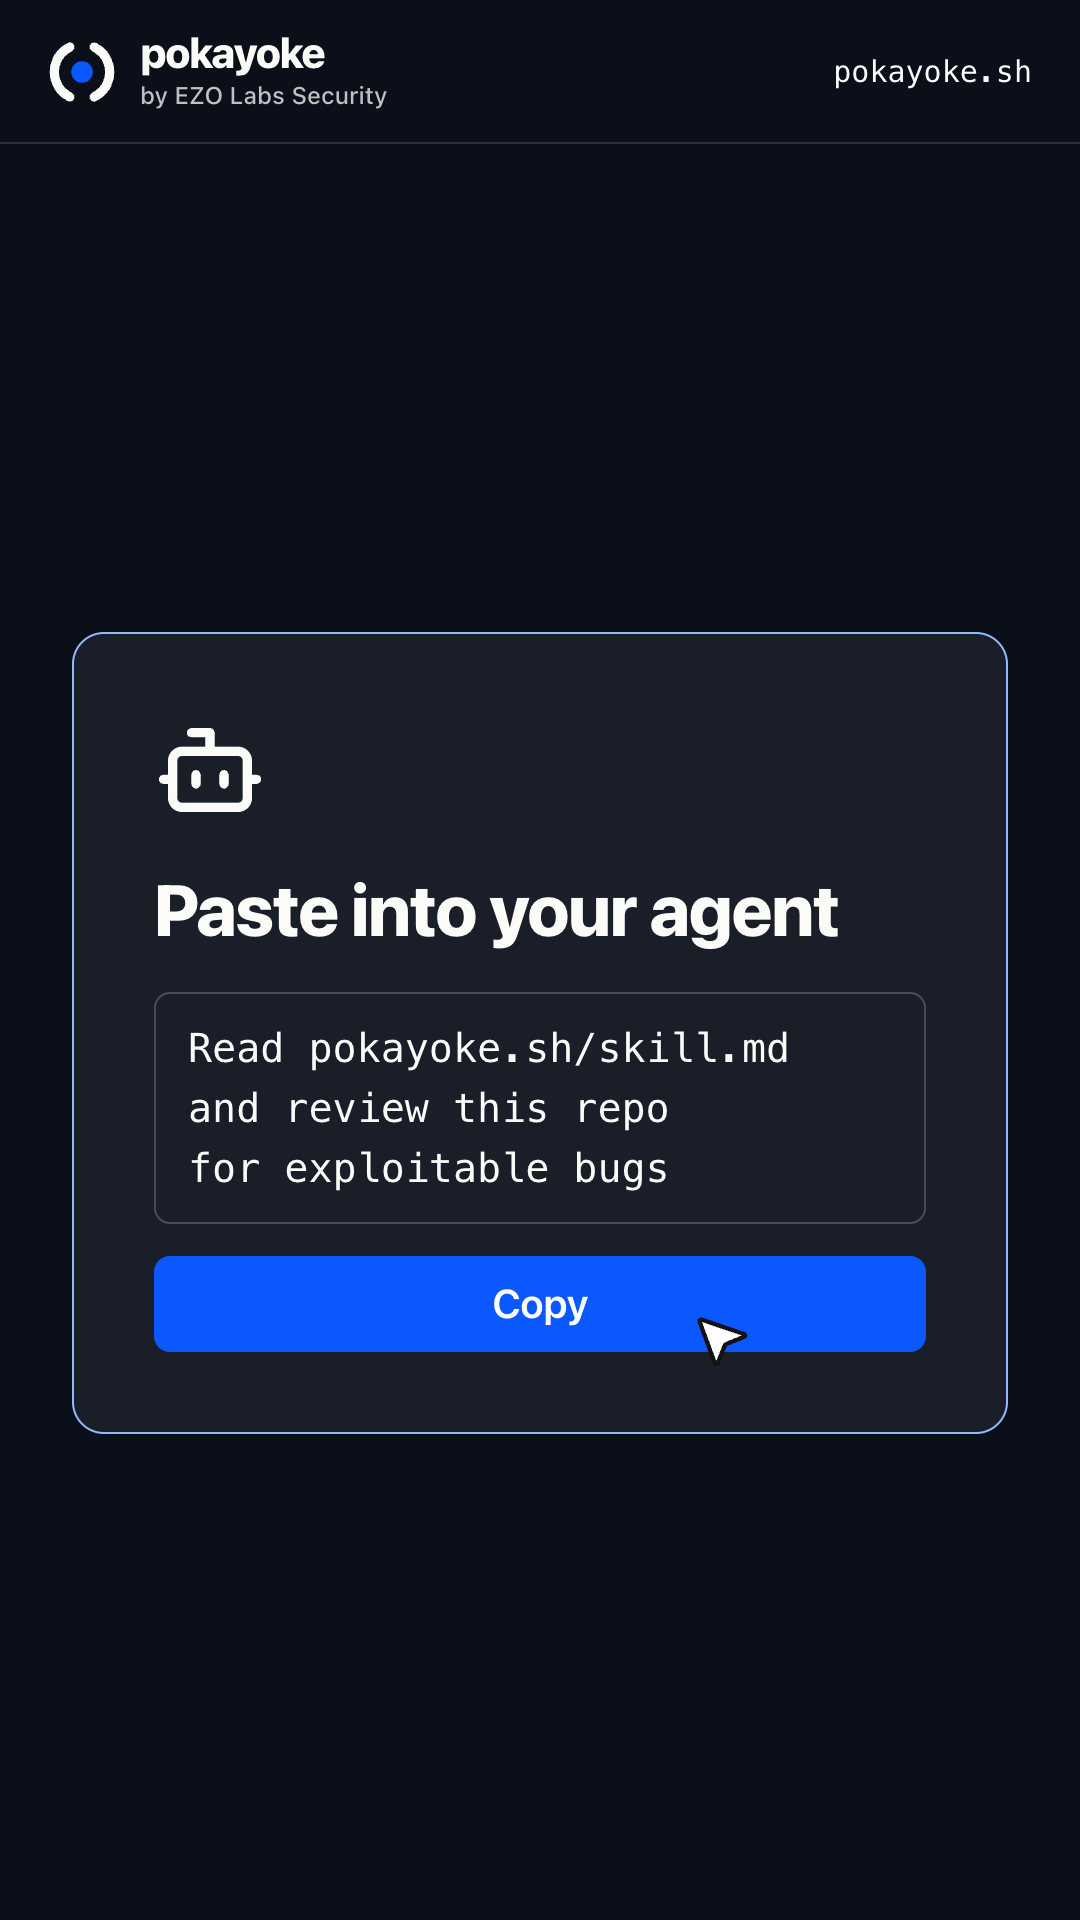 pokayoke
by EZO Labs Security
pokayoke.sh
Paste into your agent
Read pokayoke.sh/skill.md
and review this repo
for exploitable bugs
Copy